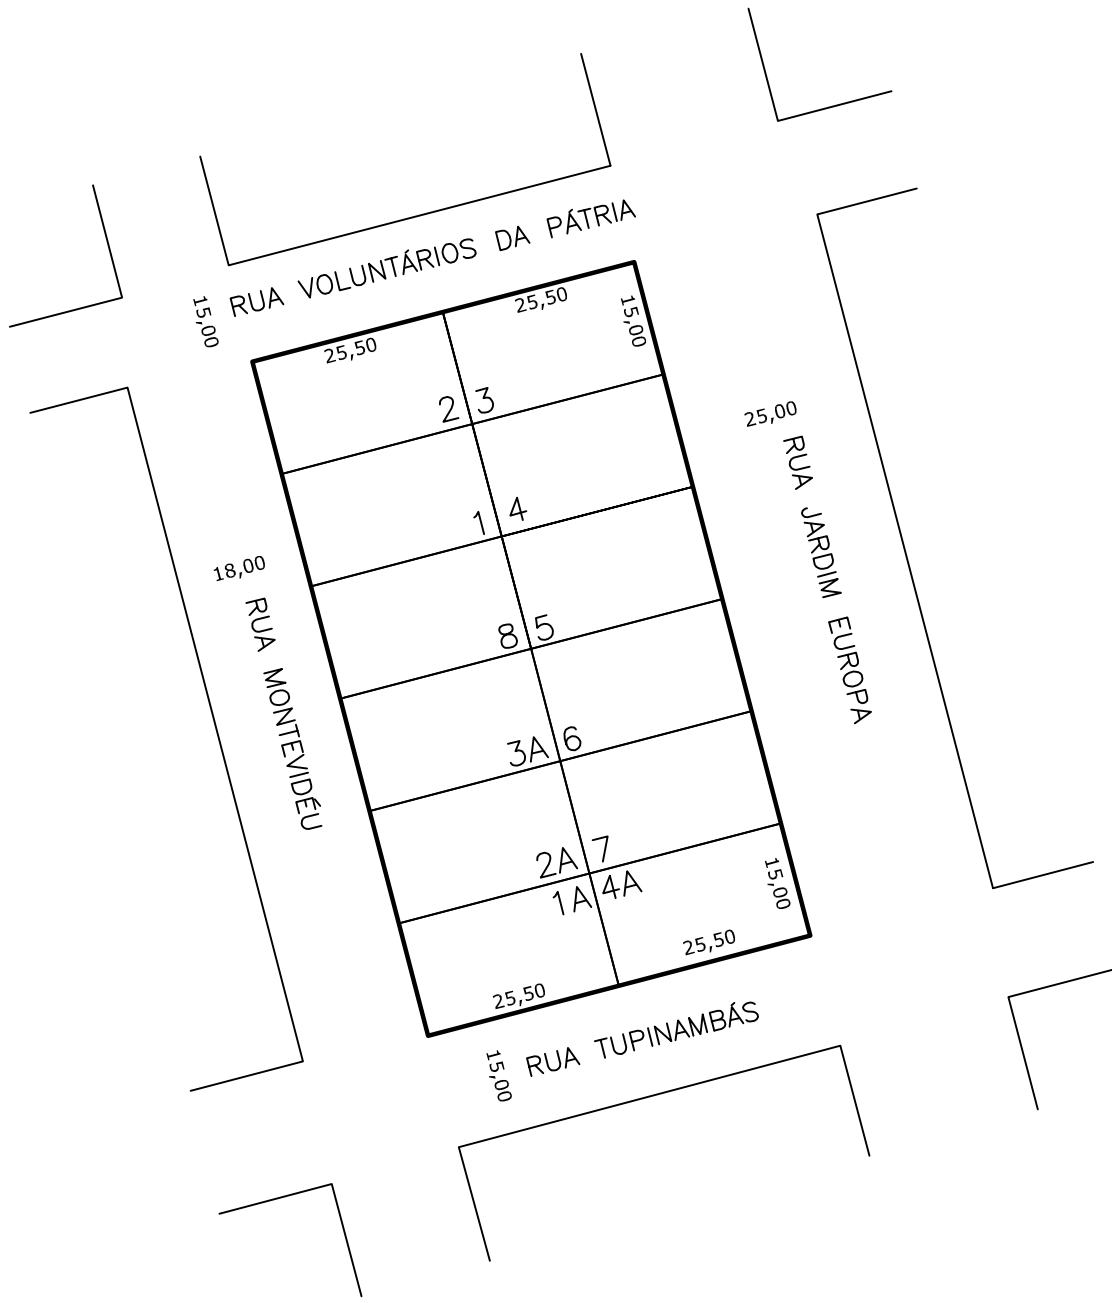 RUA VOLUNTÁRIOS DA PÁTRIA
15,00
25,50
25,50
15,00
2 3
25,00
RUA JARDIM EUROPA
1 4
18,00
RUA MONTEVIDÉU
8 5
3A 6
2A 7
1A 4A
15,00
25,50
25,50
RUA TUPINAMBÁS
15,00